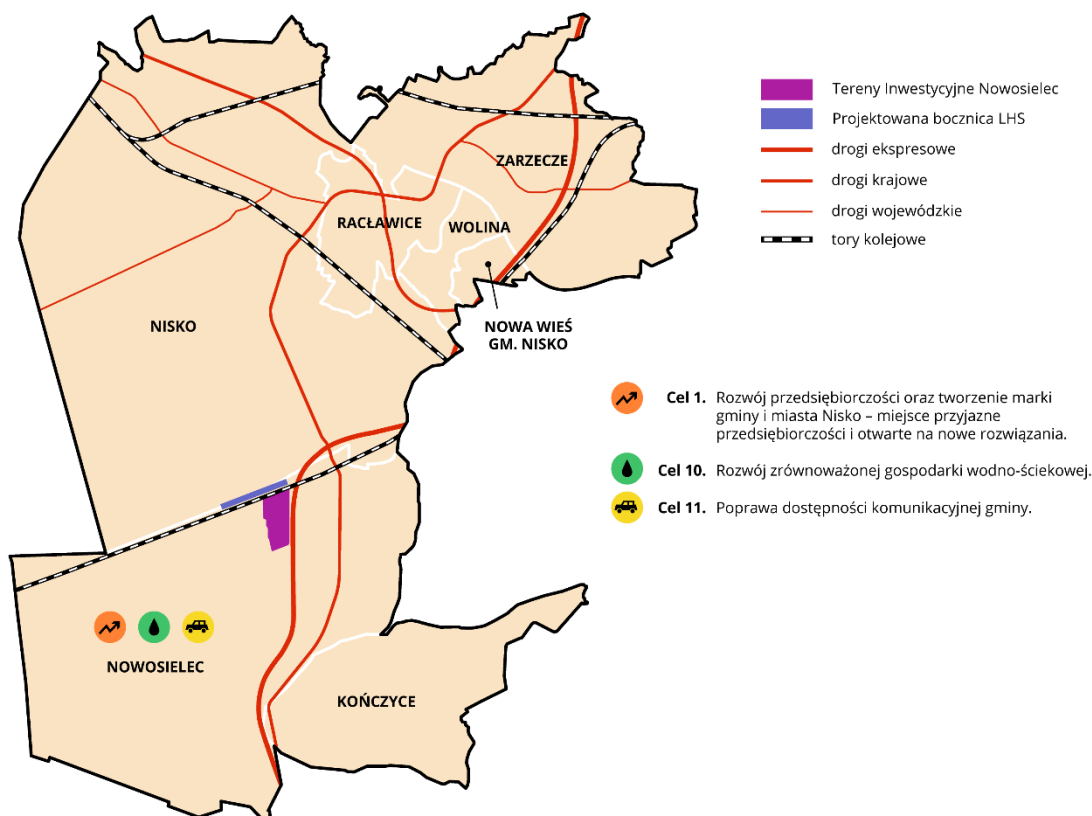 Tereny Inwestycyjne Nowosielec
Projektowana bocznica LHS
drogi ekspresowe
drogi krajowe
drogi wojewódzkie
tory kolejowe
ZARZECZE
RACŁAWICE
WOLINA
NISKO
NOWA WIEŚ
GM. NISKO
Cel 1. Rozwój przedsiębiorczości oraz tworzenie marki
gminy i miasta Nisko – miejsce przyjazne
przedsiębiorczości i otwarte na nowe rozwiązania.
Cel 10. Rozwój zrównoważonej gospodarki wodno-ściekowej.
Cel 11. Poprawa dostępności komunikacyjnej gminy.
NOWOSIELEC
KOŃCZYCE